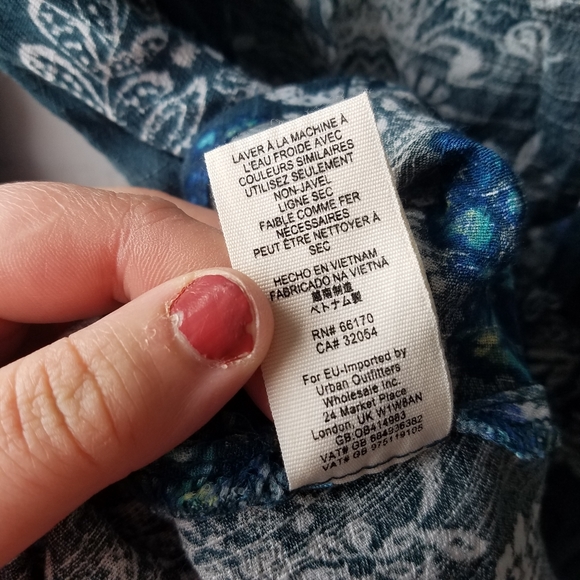 LAVER À LA MACHINE À
L'EAU FROIDE AVEC
COULEURS SIMILAIRES
UTILISEZ SEULEMENT
NON-JAVEL
LIGNE SEC
FAIBLE COMME FER
NÉCESSAIRES
PEUT ÊTRE NETTOYER À
SEC
HECHO EN VIETNAM
FABRICADO NA VIETNÃ
越南制造
ベトナム製
RN# 66170
CA# 32054
For EU-Imported by
Urban Outfitters
Wholesale Inc.
24 Market Place
London, UK W1W8AN
GB:OB414863
VAT# GB 684936382
VAT# GB 975119105